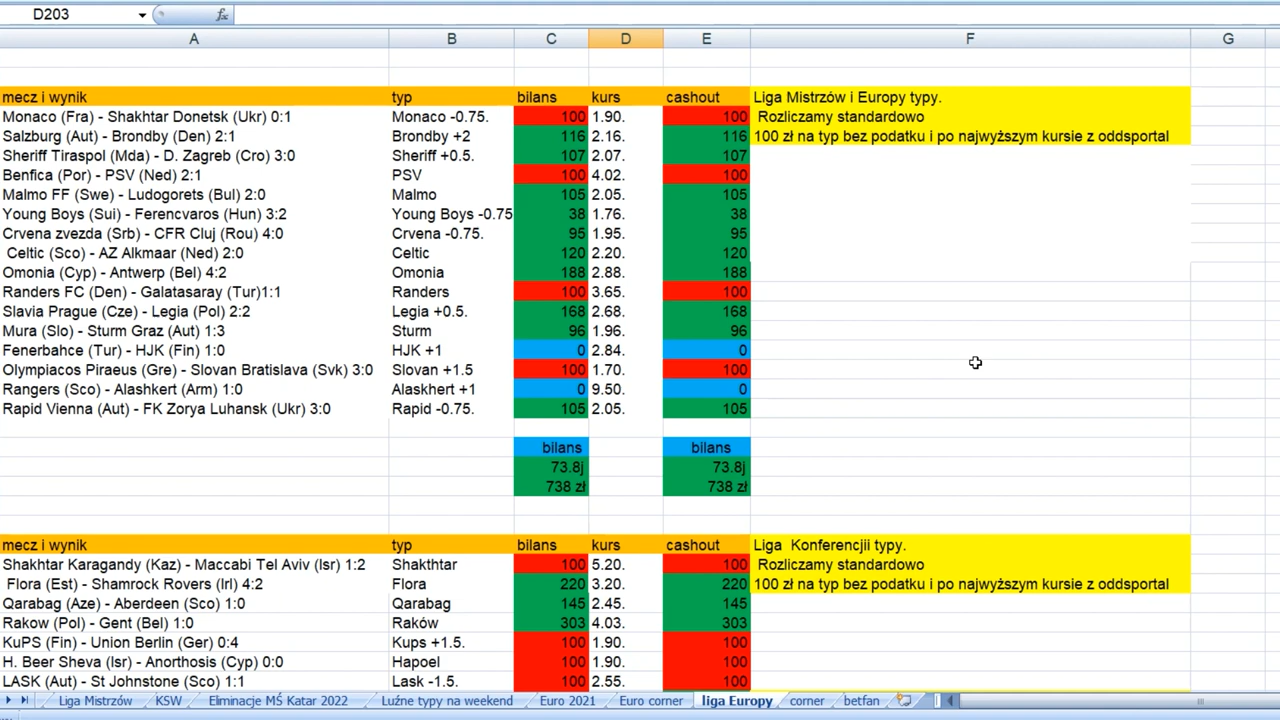 D203 fx
A B C D E F G
mecz i wynik typ bilans kurs cashout Liga Mistrzów i Europy typy.
Monaco (Fra) - Shakhtar Donetsk (Ukr) 0:1 Monaco -0.75. 100 1.90. 100 Rozliczamy standardowo
Salzburg (Aut) - Brondby (Den) 2:1 Brondby +2 116 2.16. 116 100 zł na typ bez podatku i po najwyższym kursie z oddsportal
Sheriff Tiraspol (Mda) - D. Zagreb (Cro) 3:0 Sheriff +0.5. 107 2.07. 107
Benfica (Por) - PSV (Ned) 2:1 PSV 100 4.02. 100
Malmo FF (Swe) - Ludogorets (Bul) 2:0 Malmo 105 2.05. 105
Young Boys (Sui) - Ferencvaros (Hun) 3:2 Young Boys -0.75 38 1.76. 38
Crvena zvezda (Srb) - CFR Cluj (Rou) 4:0 Crvena -0.75. 95 1.95. 95
Celtic (Sco) - AZ Alkmaar (Ned) 2:0 Celtic 120 2.20. 120
Omonia (Cyp) - Antwerp (Bel) 4:2 Omonia 188 2.88. 188
Randers FC (Den) - Galatasaray (Tur)1:1 Randers 100 3.65. 100
Slavia Prague (Cze) - Legia (Pol) 2:2 Legia +0.5. 168 2.68. 168
Mura (Slo) - Sturm Graz (Aut) 1:3 Sturm 96 1.96. 96
Fenerbahce (Tur) - HJK (Fin) 1:0 HJK +1 0 2.84. 0
Olympiacos Piraeus (Gre) - Slovan Bratislava (Svk) 3:0 Slovan +1.5 100 1.70. 100
Rangers (Sco) - Alashkert (Arm) 1:0 Alaskhert +1 0 9.50. 0
Rapid Vienna (Aut) - FK Zorya Luhansk (Ukr) 3:0 Rapid -0.75. 105 2.05. 105
bilans bilans
73.8j 73.8j
738 zł 738 zł
mecz i wynik typ bilans kurs cashout Liga Konferencjii typy.
Shakhtar Karagandy (Kaz) - Maccabi Tel Aviv (Isr) 1:2 Shakthtar 100 5.20. 100 Rozliczamy standardowo
Flora (Est) - Shamrock Rovers (Irl) 4:2 Flora 220 3.20. 220 100 zł na typ bez podatku i po najwyższym kursie z oddsportal
Qarabag (Aze) - Aberdeen (Sco) 1:0 Qarabag 145 2.45. 145
Rakow (Pol) - Gent (Bel) 1:0 Raków 303 4.03. 303
KuPS (Fin) - Union Berlin (Ger) 0:4 Kups +1.5. 100 1.90. 100
H. Beer Sheva (Isr) - Anorthosis (Cyp) 0:0 Hapoel 100 1.90. 100
LASK (Aut) - St Johnstone (Sco) 1:1 Lask -1.5. 100 2.55. 100
Liga Mistrzów KSW Eliminacje MŚ Katar 2022 Luźne typy na weekend Euro 2021 Euro corner liga Europy corner betfan